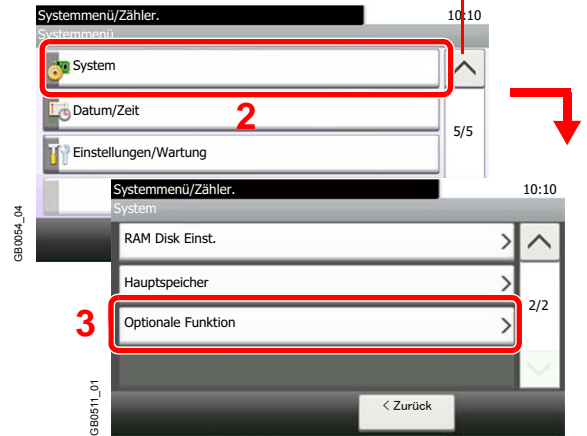 Systemmenü/Zähler. 10:10
Systemmenü
System
Datum/Zeit
2
5/5
Einstellungen/Wartung
GB0054_04
Systemmenü/Zähler. 10:10
System
RAM Disk Einst.
Hauptspeicher
2/2
3
Optionale Funktion
< Zurück
GB0511_01